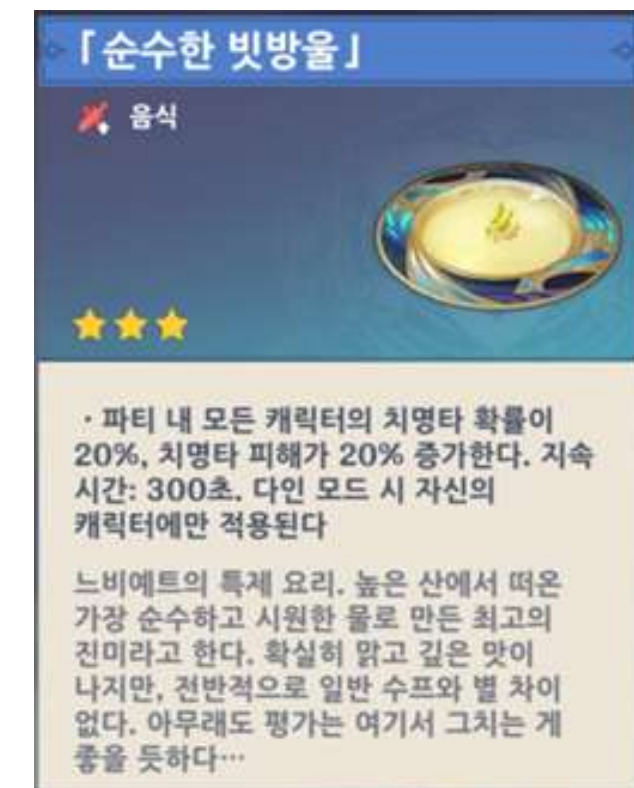 「순수한 빗방울」
음식
· 파티 내 모든 캐릭터의 치명타 확률이
20%, 치명타 피해가 20% 증가한다. 지속
시간: 300초. 다인 모드 시 자신의
캐릭터에만 적용된다
느비예트의 특제 요리. 높은 산에서 떠온
가장 순수하고 시원한 물로 만든 최고의
진미라고 한다. 확실히 맑고 깊은 맛이
나지만, 전반적으로 일반 수프와 별 차이
없다. 아무래도 평가는 여기서 그치는 게
좋을 듯하다…